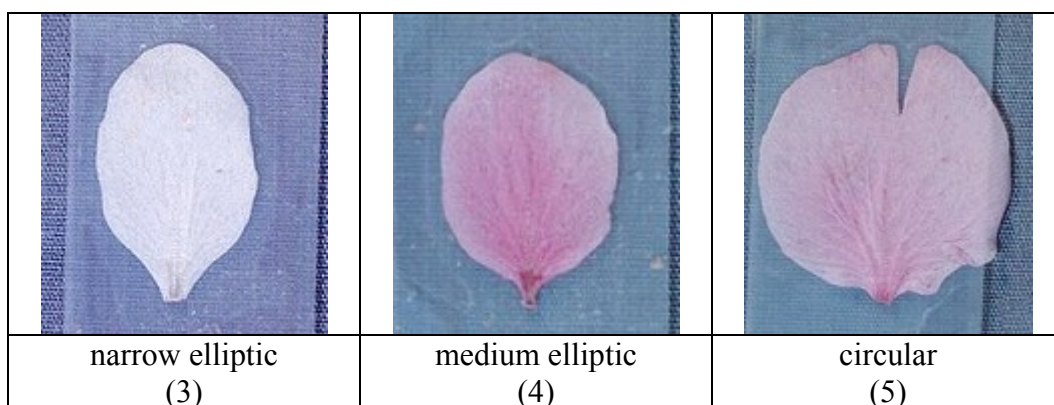 narrow elliptic
(3)
medium elliptic
(4)
circular
(5)